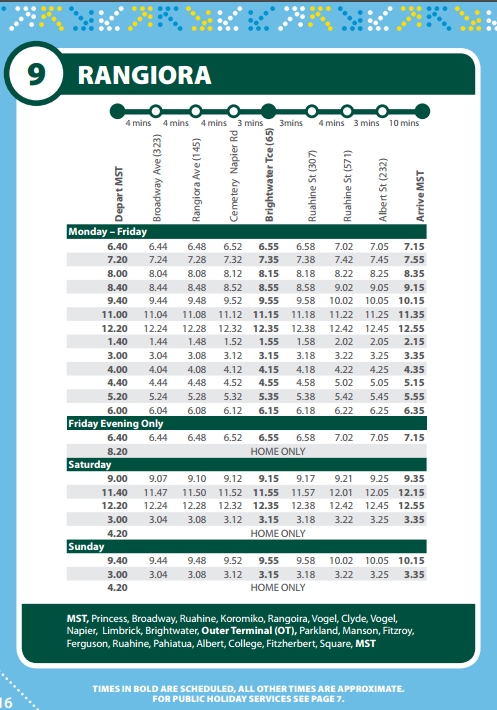 9 RANGIORA
4 mins 4 mins 4 mins 3 mins 3mins 4 mins 3 mins 10 mins
Depart MST Broadway Ave (323) Rangiora Ave (145) Cemetery Napier Rd Brightwater Tce (65) Ruahine St (307) Ruahine St (571) Albert St (232) Arrive MST
Monday – Friday
6.40 6.44 6.48 6.52 6.55 6.58 7.02 7.05 7.15
7.20 7.24 7.28 7.32 7.35 7.38 7.42 7.45 7.55
8.00 8.04 8.08 8.12 8.15 8.18 8.22 8.25 8.35
8.40 8.44 8.48 8.52 8.55 8.58 9.02 9.05 9.15
9.40 9.44 9.48 9.52 9.55 9.58 10.02 10.05 10.15
11.00 11.04 11.08 11.12 11.15 11.18 11.22 11.25 11.35
12.20 12.24 12.28 12.32 12.35 12.38 12.42 12.45 12.55
1.40 1.44 1.48 1.52 1.55 1.58 2.02 2.05 2.15
3.00 3.04 3.08 3.12 3.15 3.18 3.22 3.25 3.35
4.00 4.04 4.08 4.12 4.15 4.18 4.22 4.25 4.35
4.40 4.44 4.48 4.52 4.55 4.58 5.02 5.05 5.15
5.20 5.24 5.28 5.32 5.35 5.38 5.42 5.45 5.55
6.00 6.04 6.08 6.12 6.15 6.18 6.22 6.25 6.35
Friday Evening Only
6.40 6.44 6.48 6.52 6.55 6.58 7.02 7.05 7.15
8.20 HOME ONLY
Saturday
9.00 9.07 9.10 9.12 9.15 9.17 9.21 9.25 9.35
11.40 11.47 11.50 11.52 11.55 11.57 12.01 12.05 12.15
12.20 12.24 12.28 12.32 12.35 12.38 12.42 12.45 12.55
3.00 3.04 3.08 3.12 3.15 3.18 3.22 3.25 3.35
4.20 HOME ONLY
Sunday
9.40 9.44 9.48 9.52 9.55 9.58 10.02 10.05 10.15
3.00 3.04 3.08 3.12 3.15 3.18 3.22 3.25 3.35
4.20 HOME ONLY
MST, Princess, Broadway, Ruahine, Koromiko, Rangoira, Vogel, Clyde, Vogel,
Napier, Limbrick, Brightwater, Outer Terminal (OT), Parkland, Manson, Fitzroy,
Ferguson, Ruahine, Pahiatua, Albert, College, Fitzherbert, Square, MST
TIMES IN BOLD ARE SCHEDULED, ALL OTHER TIMES ARE APPROXIMATE.
FOR PUBLIC HOLIDAY SERVICES SEE PAGE 7.
16